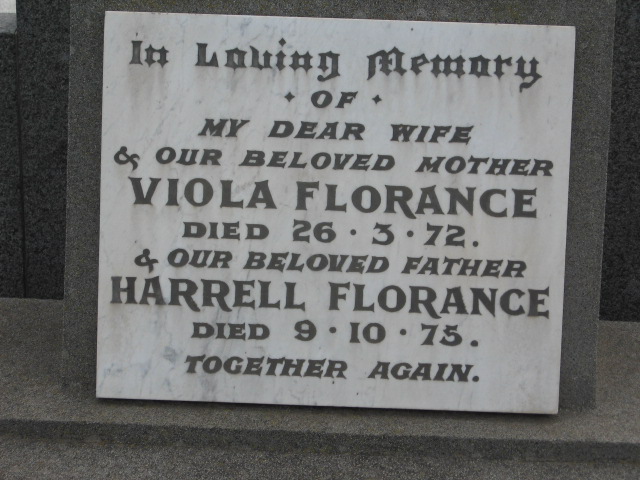 In Loving Memory
· OF ·
MY DEAR WIFE
& OUR BELOVED MOTHER
VIOLA FLORANCE
DIED 26 · 3 · 72.
& OUR BELOVED FATHER
HARRELL FLORANCE
DIED 9 · 10 · 75.
TOGETHER AGAIN.